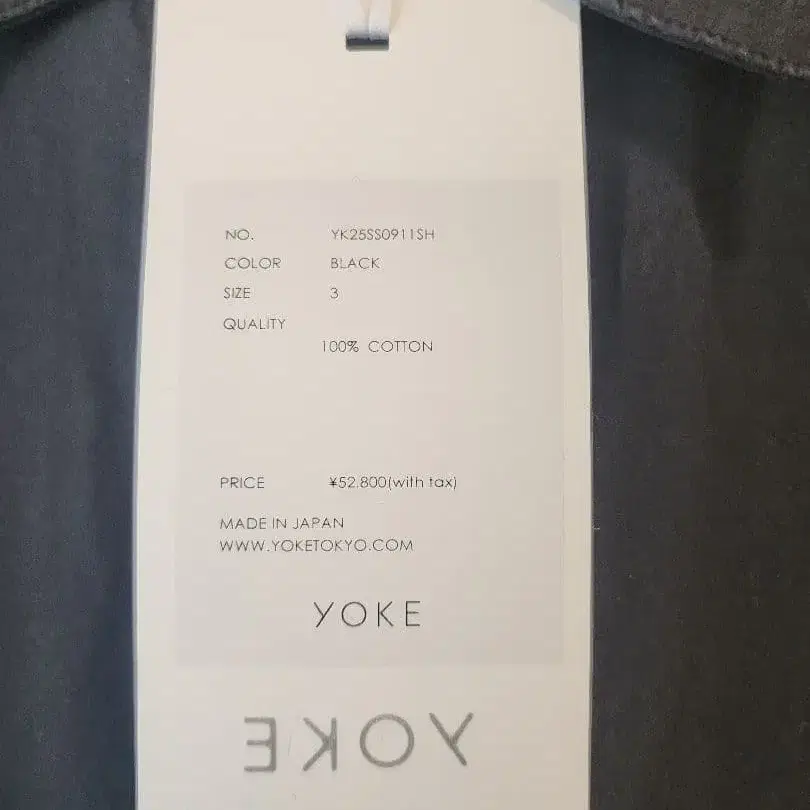 NO. YK25SS0911SH
COLOR BLACK
SIZE 3
QUALITY
100% COTTON
PRICE ¥52.800(with tax)
MADE IN JAPAN
WWW.YOKETOKYO.COM
YOKE
YOKE